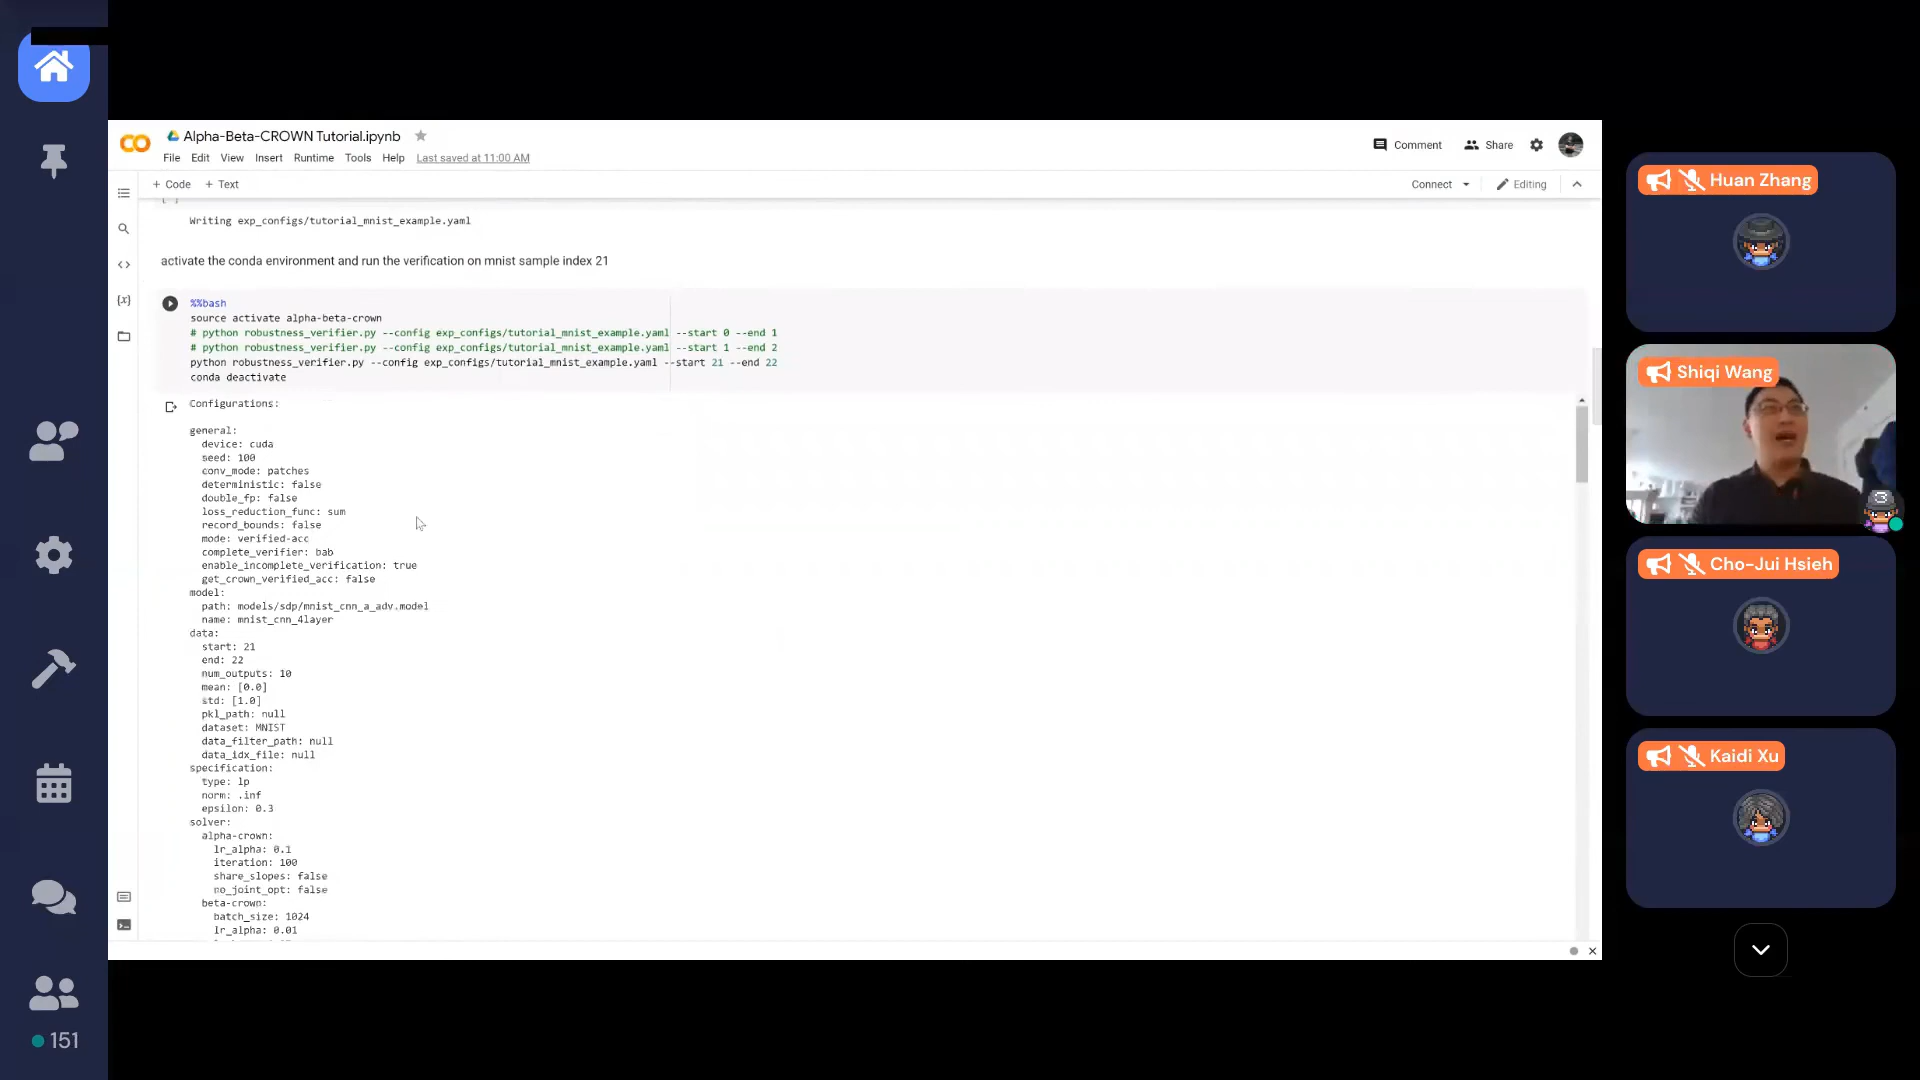 Alpha-Beta-CROWN Tutorial.ipynb
File Edit View Insert Runtime Tools Help Last saved at 11:00 AM
Comment Share
+ Code + Text
Connect Editing
Writing exp_configs/tutorial_mnist_example.yaml
activate the conda environment and run the verification on mnist sample index 21
%%bash
source activate alpha-beta-crown
# python robustness_verifier.py --config exp_configs/tutorial_mnist_example.yaml --start 0 --end 1
# python robustness_verifier.py --config exp_configs/tutorial_mnist_example.yaml --start 1 --end 2
python robustness_verifier.py --config exp_configs/tutorial_mnist_example.yaml --start 21 --end 22
conda deactivate
Configurations:
general:
device: cuda
seed: 100
conv_mode: patches
deterministic: false
double_fp: false
loss_reduction_func: sum
record_bounds: false
mode: verified-acc
complete_verifier: bab
enable_incomplete_verification: true
get_crown_verified_acc: false
model:
path: models/sdp/mnist_cnn_a_adv.model
name: mnist_cnn_4layer
data:
start: 21
end: 22
num_outputs: 10
mean: [0.0]
std: [1.0]
pkl_path: null
dataset: MNIST
data_filter_path: null
data_idx_file: null
specification:
type: lp
norm: .inf
epsilon: 0.3
solver:
alpha-crown:
lr_alpha: 0.1
iteration: 100
share_slopes: false
no_joint_opt: false
beta-crown:
batch_size: 1024
lr_alpha: 0.01
Huan Zhang
Shiqi Wang
Cho-Jui Hsieh
Kaidi Xu
151